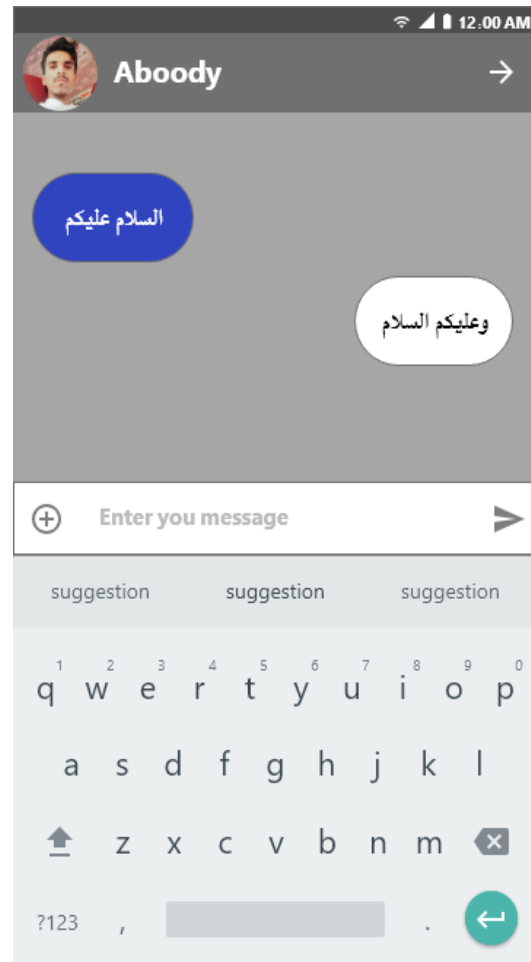 12:00 AM
Aboody
السلام عليكم
وعليكم السلام
Enter you message
suggestion suggestion suggestion
1 2 3 4 5 6 7 8 9 0
q w e r t y u i o p
a s d f g h j k l
z x c v b n m
?123 , .